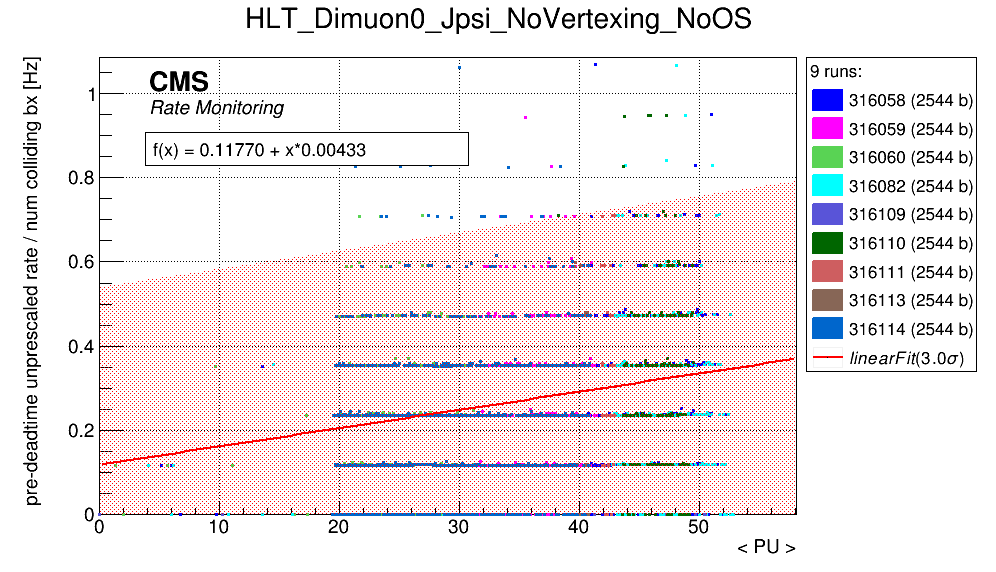 HLT_Dimuon0_Jpsi_NoVertexing_NoOS
pre-deadtime unprescaled rate / num colliding bx [Hz]
CMS
Rate Monitoring
f(x) = 0.11770 + x*0.00433
1
0.8
0.6
0.4
0.2
0
0 10 20 30 40 50
< PU >
9 runs:
316058 (2544 b)
316059 (2544 b)
316060 (2544 b)
316082 (2544 b)
316109 (2544 b)
316110 (2544 b)
316111 (2544 b)
316113 (2544 b)
316114 (2544 b)
linearFit(3.0σ)